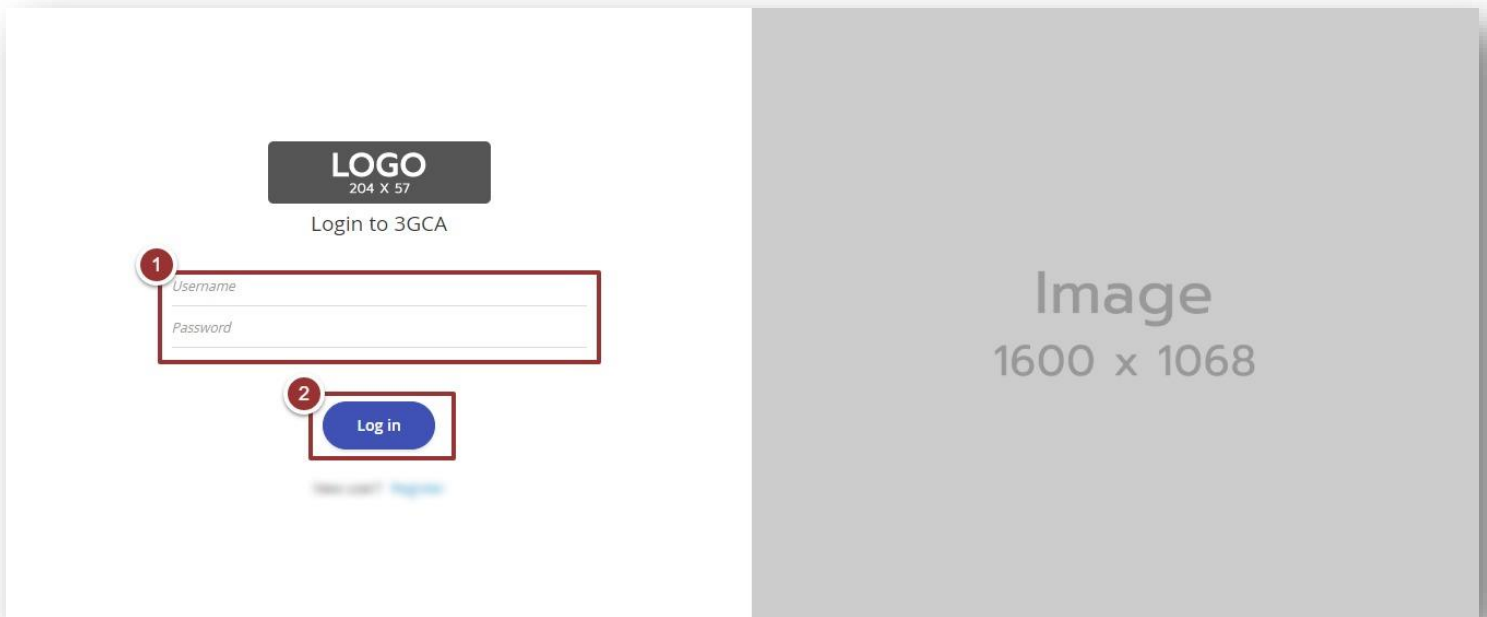 LOGO
204 X 57
Login to 3GCA
1
Username
Password
2
Log in
Image
1600 x 1068